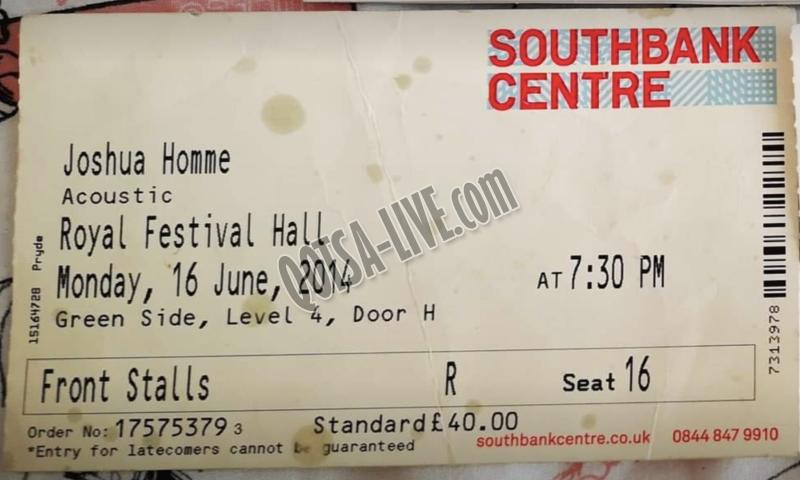 SOUTHBANK
CENTRE
Joshua Homme
Acoustic
Royal Festival Hall
Monday, 16 June, 2014 AT 7:30 PM
Green Side, Level 4, Door H
Front Stalls R Seat 16
Order No: 17575379 3 Standard £40.00
*Entry for latecomers cannot be guaranteed
southbankcentre.co.uk 0844 847 9910
15164728 Pryde
7313978
QOTSA-LIVE.com